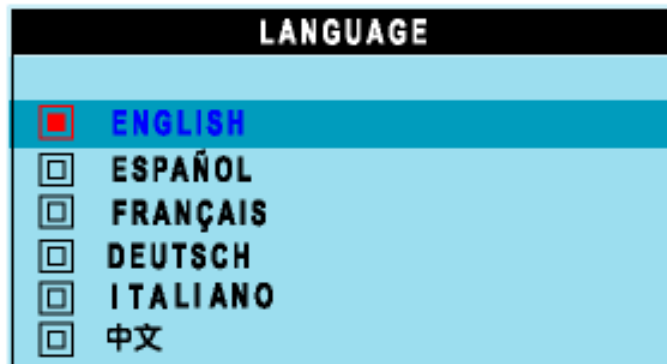 LANGUAGE
ENGLISH
ESPAÑOL
FRANÇAIS
DEUTSCH
ITALIANO
中文